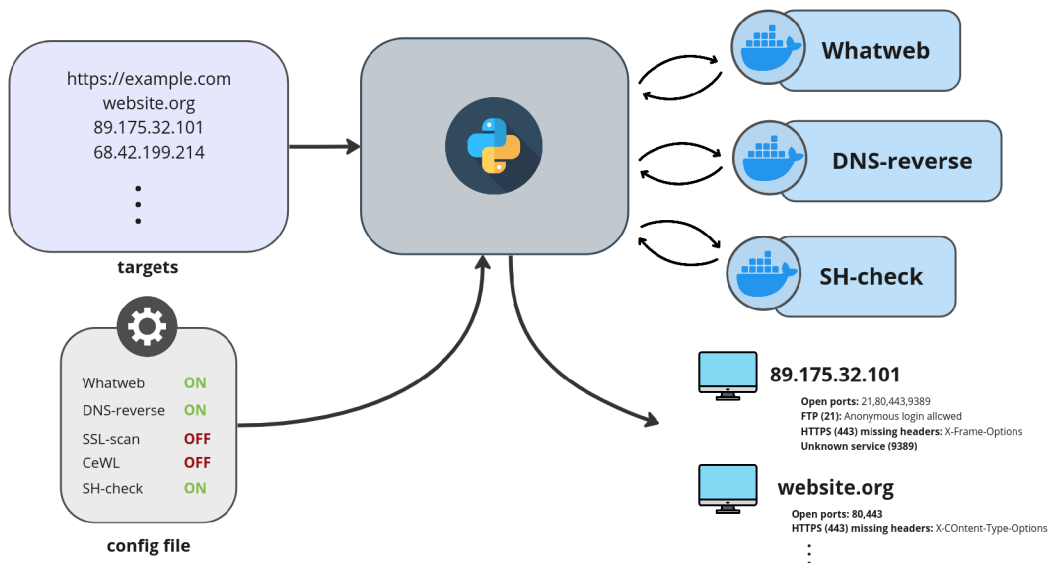 https://example.com
website.org
89.175.32.101
68.42.199.214
targets
Whatweb ON
DNS-reverse ON
SSL-scan OFF
CeWL OFF
SH-check ON
config file
Whatweb
DNS-reverse
SH-check
89.175.32.101
Open ports: 21,80,443,9389
FTP (21): Anonymous login allowed
HTTPS (443) missing headers: X-Frame-Options
Unknown service (9389)
website.org
Open ports: 80,443
HTTPS (443) missing headers: X-COntent-Type-Options